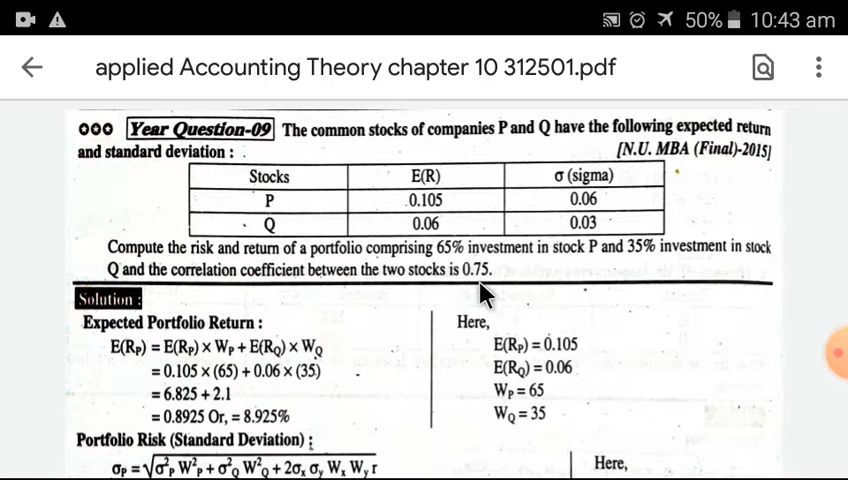 50% 10:43 am
applied Accounting Theory chapter 10 312501.pdf
000 Year Question-09 The common stocks of companies P and Q have the following expected return
and standard deviation : [N.U. MBA (Final)-2015]
Stocks E(R) σ (sigma)
P 0.105 0.06
Q 0.06 0.03
Compute the risk and return of a portfolio comprising 65% investment in stock P and 35% investment in stock
Q and the correlation coefficient between the two stocks is 0.75.
Solution :
Expected Portfolio Return :
E(RP) = E(RP) × WP + E(RQ) × WQ
= 0.105 × (65) + 0.06 × (35)
= 6.825 + 2.1
= 0.8925 Or, = 8.925%
Portfolio Risk (Standard Deviation) :
σP = √σ²P W²P + σ²Q W²Q + 2σx σy Wx Wy r
Here,
E(RP) = 0.105
E(RQ) = 0.06
WP = 65
WQ = 35
Here,